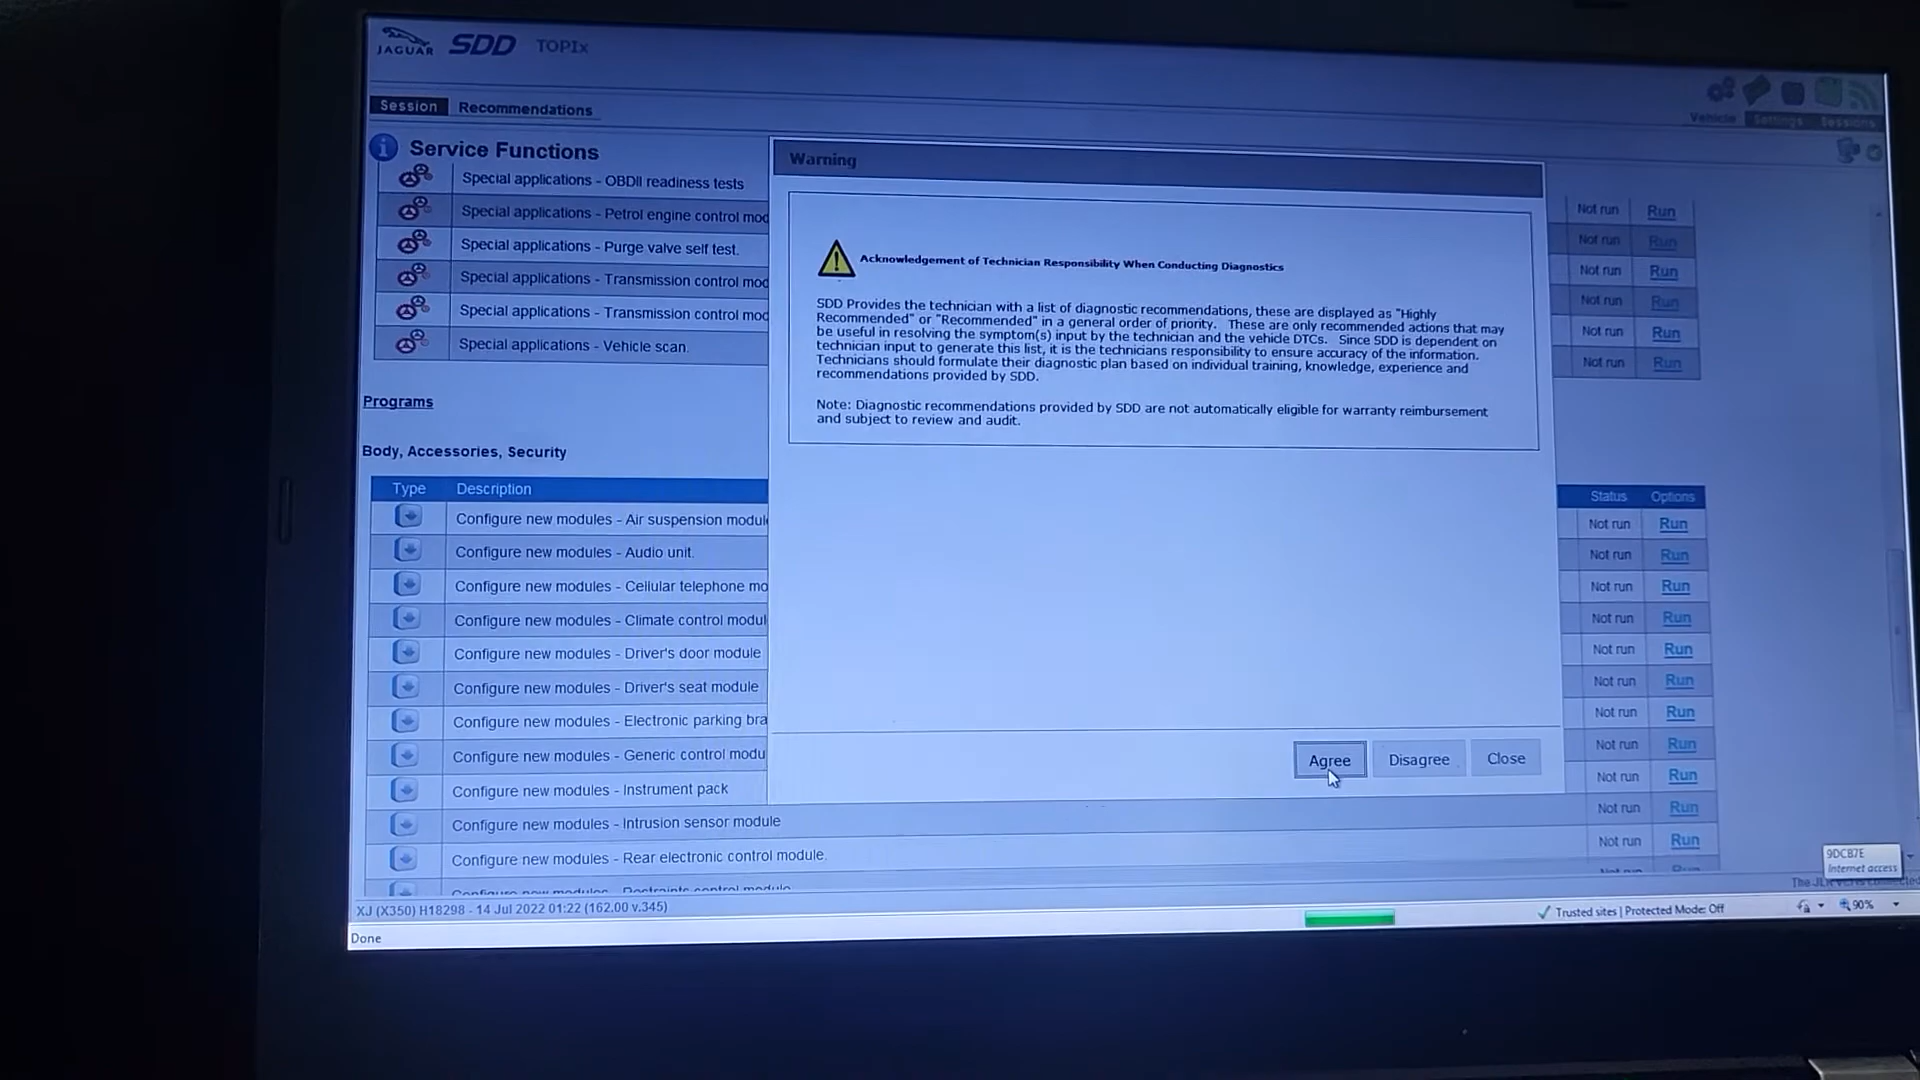 JAGUAR SDD TOPIx
Vehicle Settings Sessions
Session Recommendations
Service Functions
Special applications - OBDII readiness tests
Special applications - Petrol engine control mod
Not run Run
Special applications - Purge valve self test.
Not run Run
Special applications - Transmission control mod
Not run Run
Special applications - Transmission control mod
Not run Run
Special applications - Vehicle scan.
Not run Run
Not run Run
Warning
Acknowledgement of Technician Responsibility When Conducting Diagnostics
SDD Provides the technician with a list of diagnostic recommendations, these are displayed as "Highly
Recommended" or "Recommended" in a general order of priority. These are only recommended actions that may
be useful in resolving the symptom(s) input by the technician and the vehicle DTCs. Since SDD is dependent on
technician input to generate this list, it is the technicians responsibility to ensure accuracy of the information.
Technicians should formulate their diagnostic plan based on individual training, knowledge, experience and
recommendations provided by SDD.
Note: Diagnostic recommendations provided by SDD are not automatically eligible for warranty reimbursement
and subject to review and audit.
Agree Disagree Close
Programs
Body, Accessories, Security
Type Description Status Options
Configure new modules - Air suspension modul Not run Run
Configure new modules - Audio unit. Not run Run
Configure new modules - Cellular telephone mo Not run Run
Configure new modules - Climate control modul Not run Run
Configure new modules - Driver's door module Not run Run
Configure new modules - Driver's seat module Not run Run
Configure new modules - Electronic parking bra Not run Run
Configure new modules - Generic control modu Not run Run
Configure new modules - Instrument pack Not run Run
Configure new modules - Intrusion sensor module Not run Run
Configure new modules - Rear electronic control module. Not run Run
Configure new modules - Restraints control module
9DCB7E
Internet access
XJ (X350) H18298 - 14 Jul 2022 01:22 (162.00 v.345)
Done
Trusted sites | Protected Mode: Off
90%